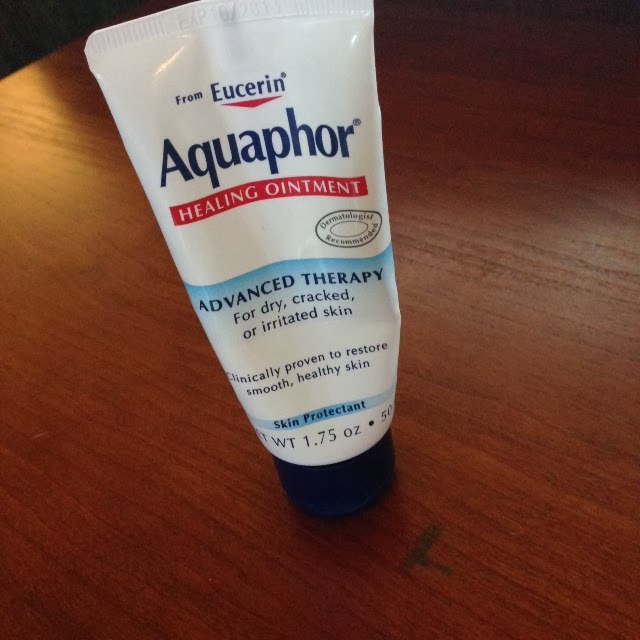 From Eucerin®
Aquaphor®
HEALING OINTMENT
Dermatologist
Recommended
ADVANCED THERAPY
For dry, cracked,
or irritated skin
Clinically proven to restore
smooth, healthy skin
Skin Protectant
WT 1.75 oz • 50